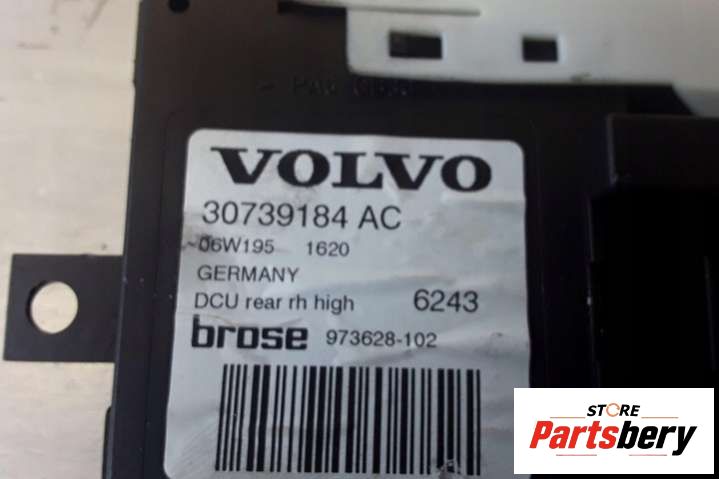 VOLVO
30739184 AC
06W195 1620
GERMANY
DCU rear rh high 6243
brose 973628-102
STORE
Partsbery